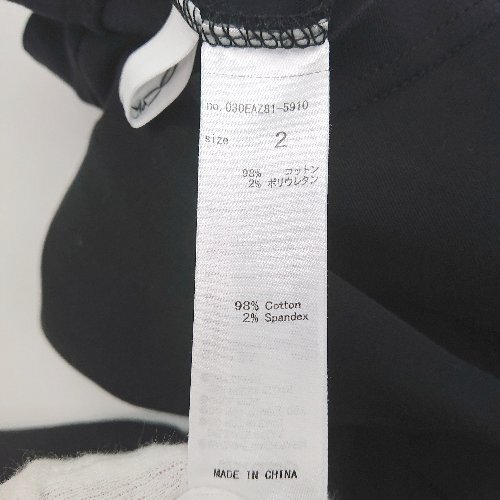 no. 030EAZ81-5910
size 2
98% コットン
2% ポリウレタン
98% Cotton
2% Spandex
MADE IN CHINA